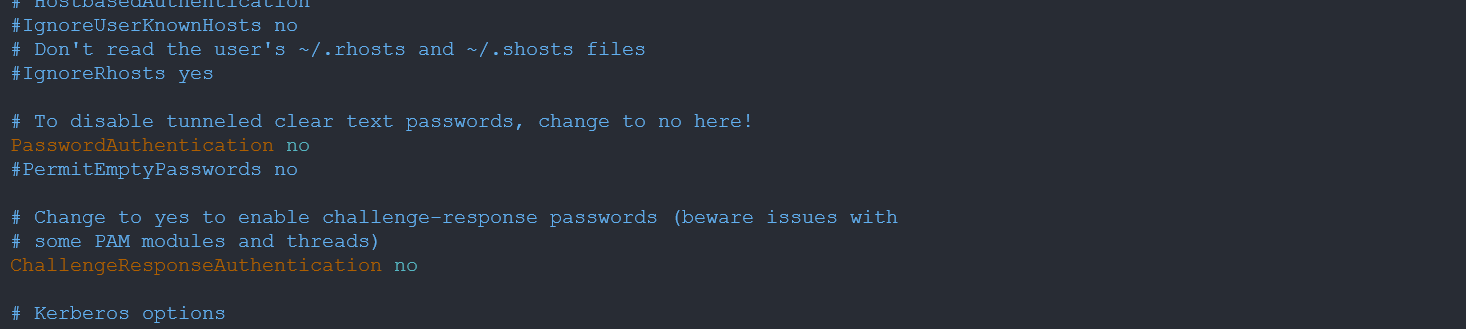 # HostbasedAuthentication
#IgnoreUserKnownHosts no
# Don't read the user's ~/.rhosts and ~/.shosts files
#IgnoreRhosts yes
# To disable tunneled clear text passwords, change to no here!
PasswordAuthentication no
#PermitEmptyPasswords no
# Change to yes to enable challenge-response passwords (beware issues with
# some PAM modules and threads)
ChallengeResponseAuthentication no
# Kerberos options